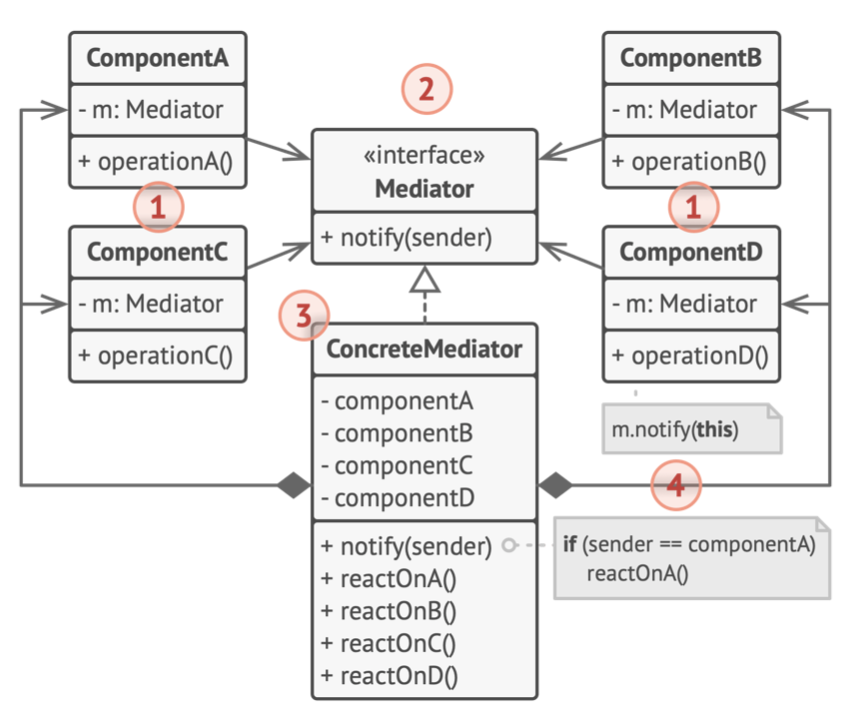 ComponentA
- m: Mediator
+ operationA()
1
ComponentC
- m: Mediator
+ operationC()
2
«interface»
Mediator
+ notify(sender)
3
ConcreteMediator
- componentA
- componentB
- componentC
- componentD
+ notify(sender)
+ reactOnA()
+ reactOnB()
+ reactOnC()
+ reactOnD()
ComponentB
- m: Mediator
+ operationB()
1
ComponentD
- m: Mediator
+ operationD()
m.notify(this)
4
if (sender == componentA)
reactOnA()